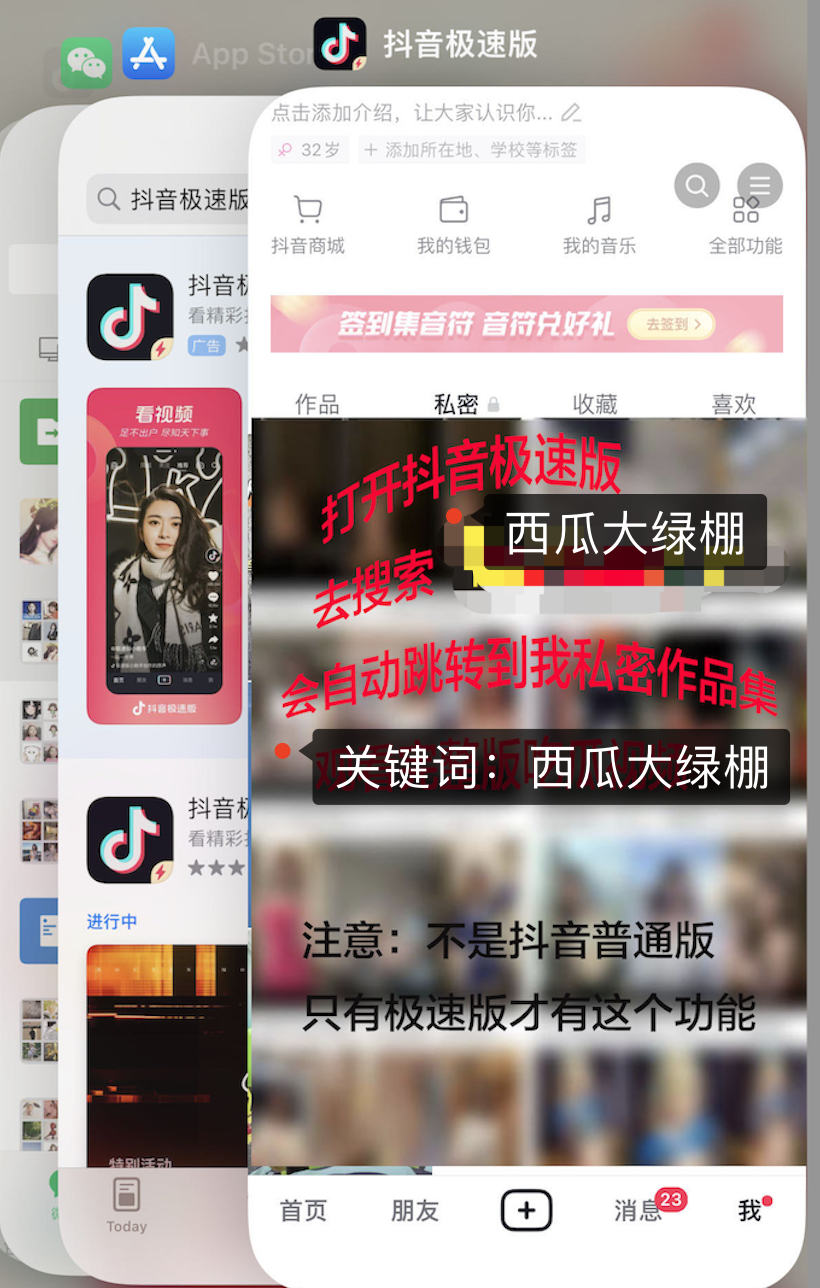 App Stor
抖音极速版
点击添加介绍，让大家认识你...
32岁
+ 添加所在地、学校等标签
抖音极速版
抖音商城
我的钱包
我的音乐
全部功能
抖音极
看精彩
广告
签到集音符 音符兑好礼
去签到 >
作品
私密
收藏
喜欢
看视频
足不出户 尽知天下事
打开抖音极速版
西瓜大绿棚
去搜索
会自动跳转到我私密作品集
抖音极速版
关键词：西瓜大绿棚
抖音极
看精彩
进行中
注意：不是抖音普通版
只有极速版才有这个功能
特别活动
Today
首页
朋友
消息
23
我